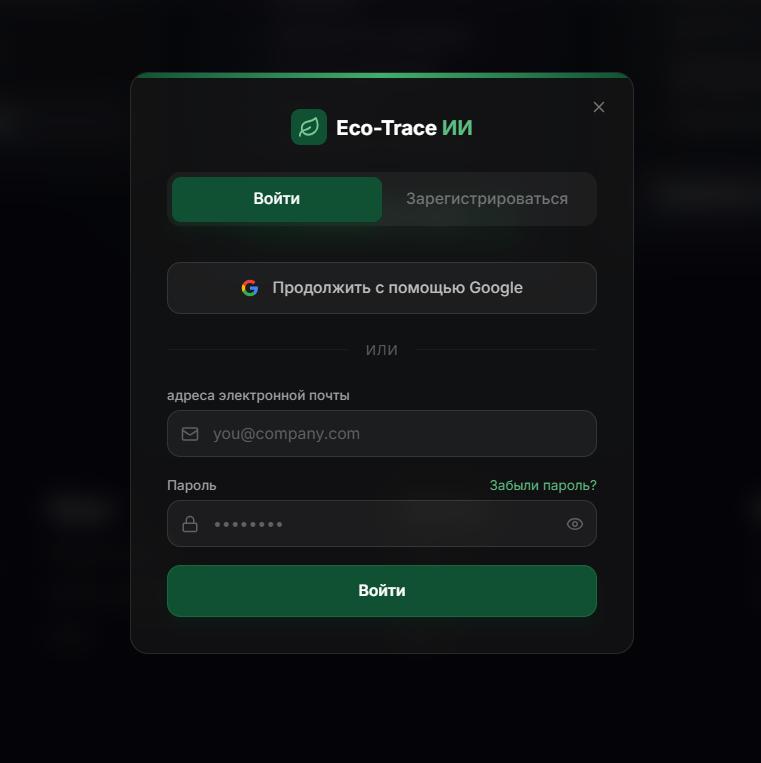 Eco-Trace ИИ
Войти
Зарегистрироваться
Продолжить с помощью Google
ИЛИ
адреса электронной почты
you@company.com
Пароль
Забыли пароль?
••••••••
Войти